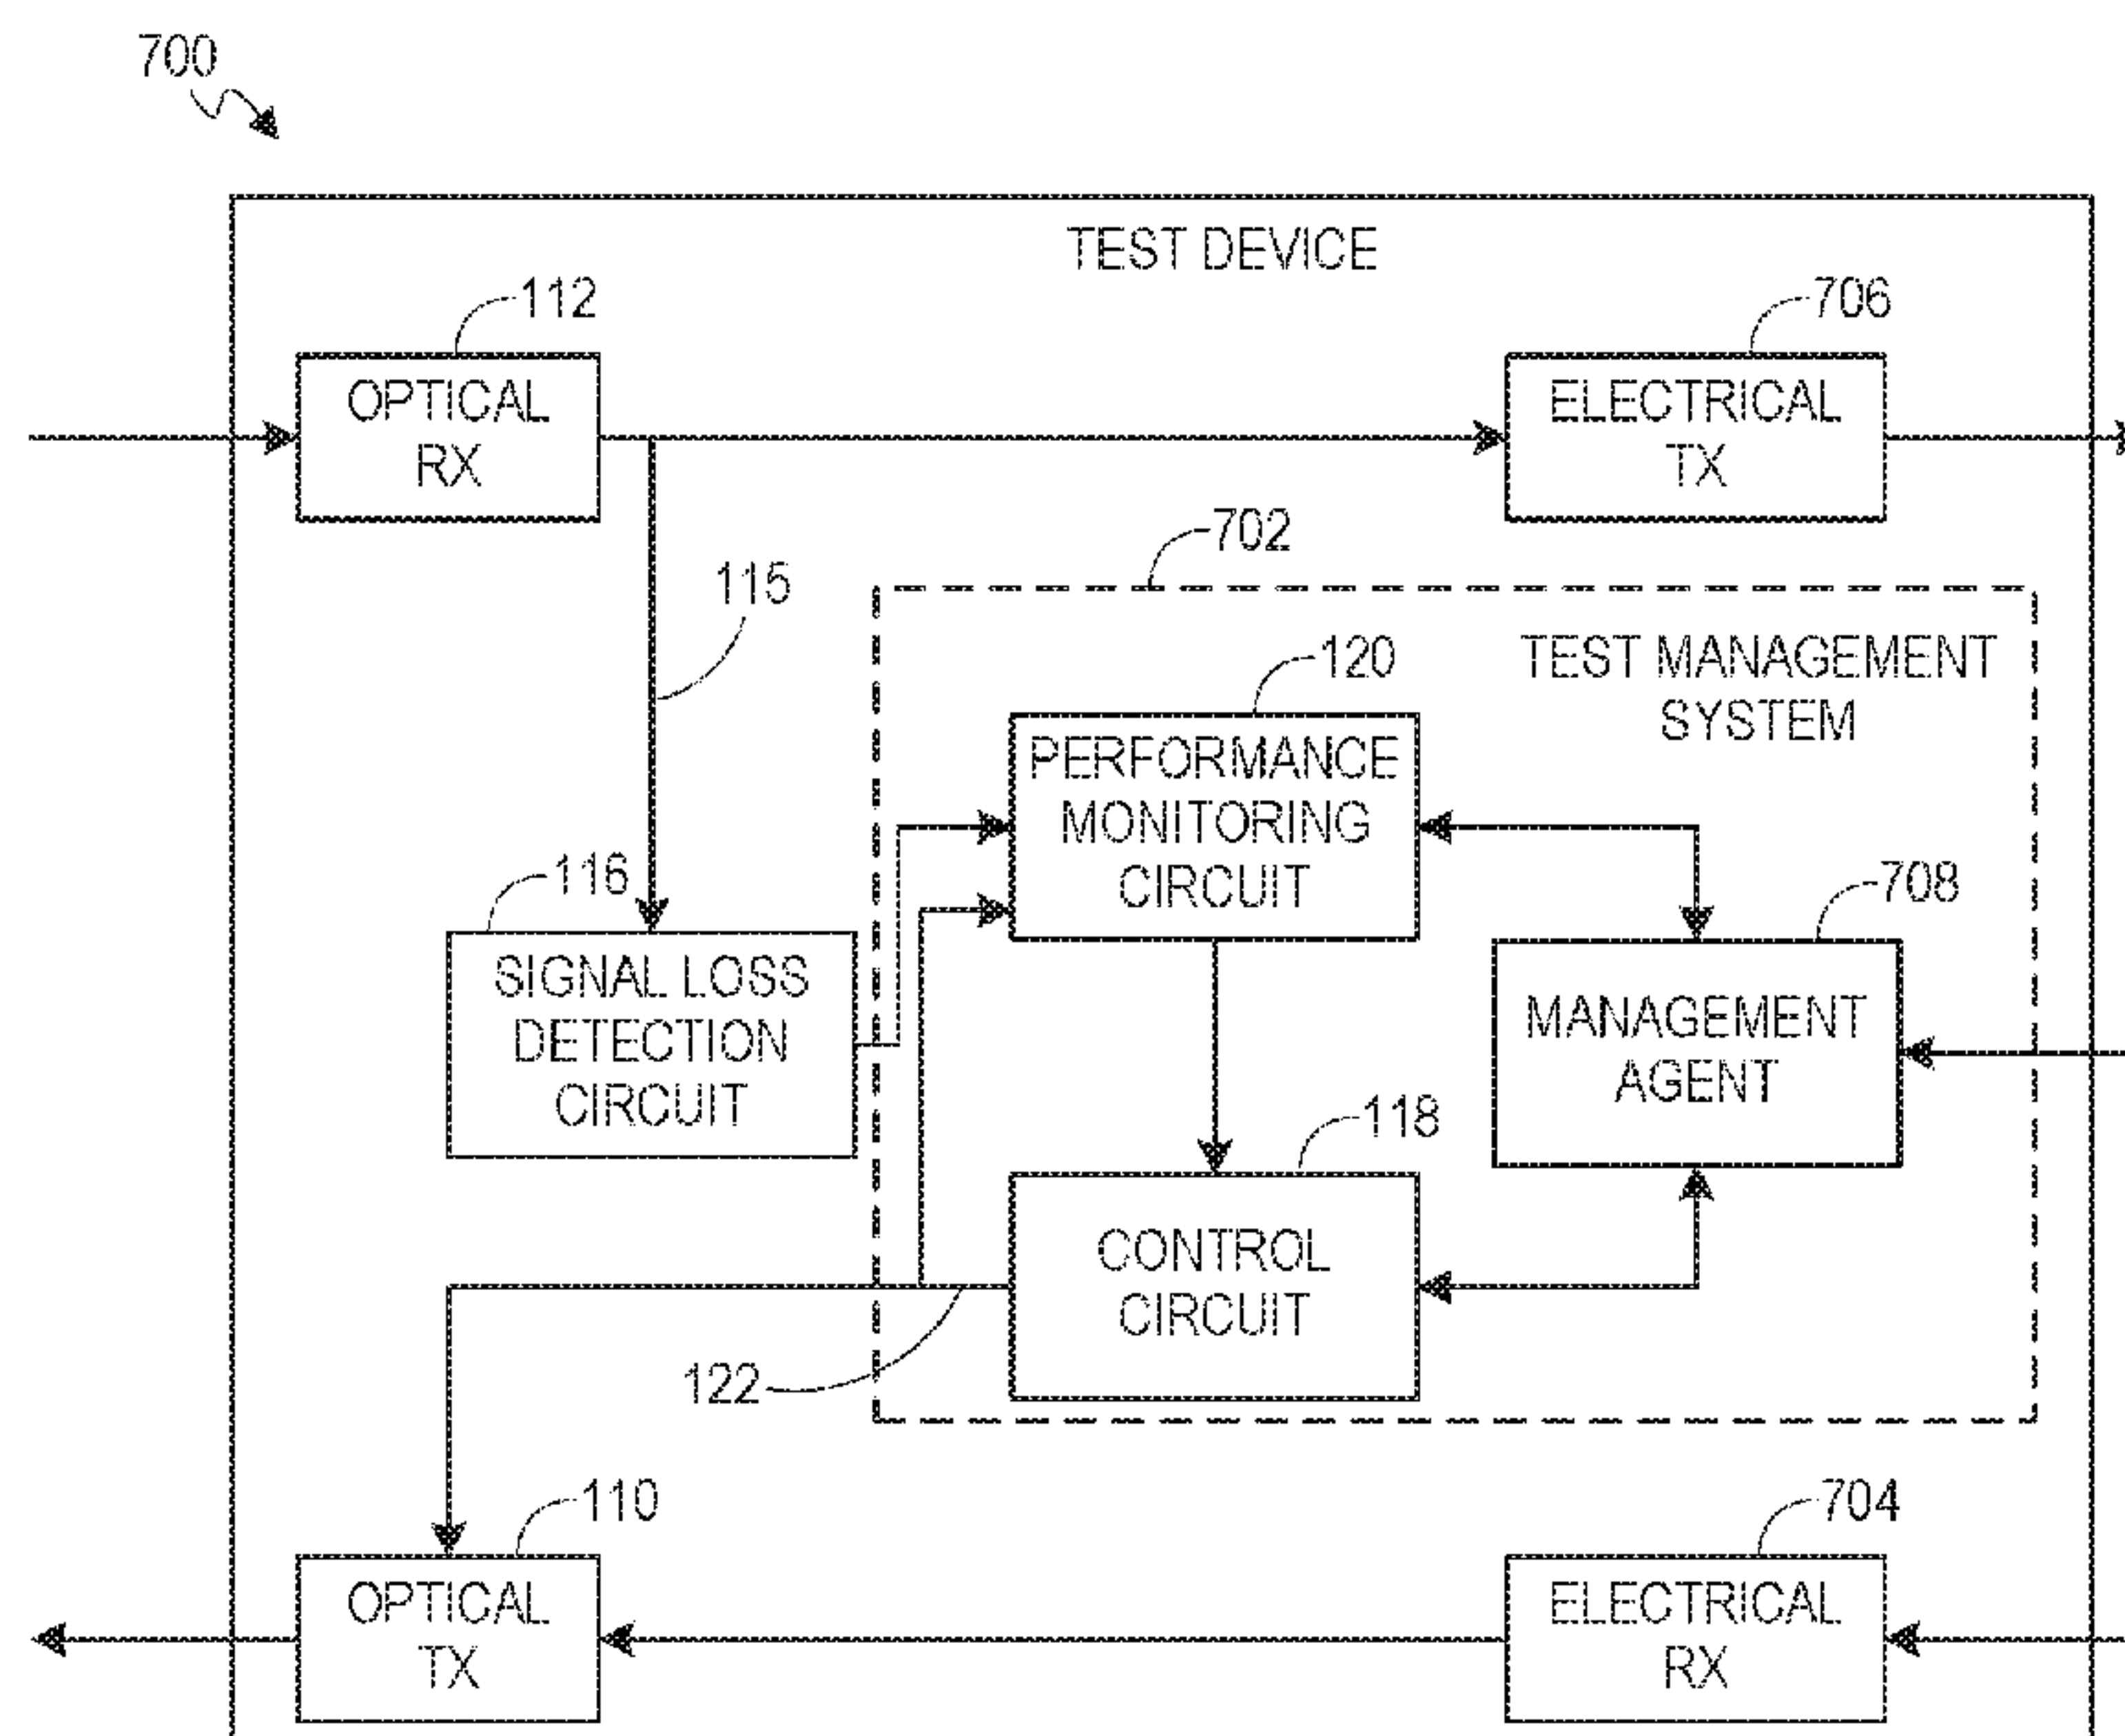 700
TEST DEVICE
112
706
OPTICAL
RX
ELECTRICAL
TX
702
115
TEST MANAGEMENT
SYSTEM
120
PERFORMANCE
MONITORING
CIRCUIT
116
708
SIGNAL LOSS
DETECTION
CIRCUIT
MANAGEMENT
AGENT
118
CONTROL
CIRCUIT
122
110
704
OPTICAL
TX
ELECTRICAL
RX